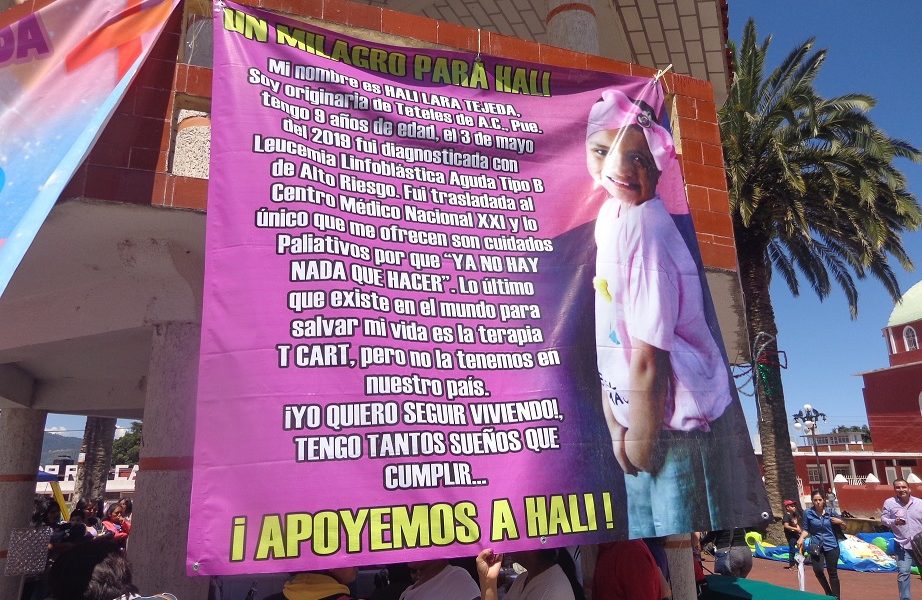 DA
UN MILAGRO PARA HALI
Mi nombre es HALI LARA TEJEDA.
Soy originaria de Teteles de A.C., Pue.
tengo 9 años de edad, el 3 de mayo
del 2019 fui diagnosticada con
Leucemia Linfoblástica Aguda Tipo B
de Alto Riesgo. Fui trasladada al
Centro Médico Nacional XXI y lo
único que me ofrecen son cuidados
Paliativos por que "YA NO HAY
NADA QUE HACER". Lo último
que existe en el mundo para
salvar mi vida es la terapia
T CART, pero no la tenemos en
nuestro país.
¡YO QUIERO SEGUIR VIVIENDO!,
TENGO TANTOS SUEÑOS QUE
CUMPLIR...
¡ APOYEMOS A HALI !